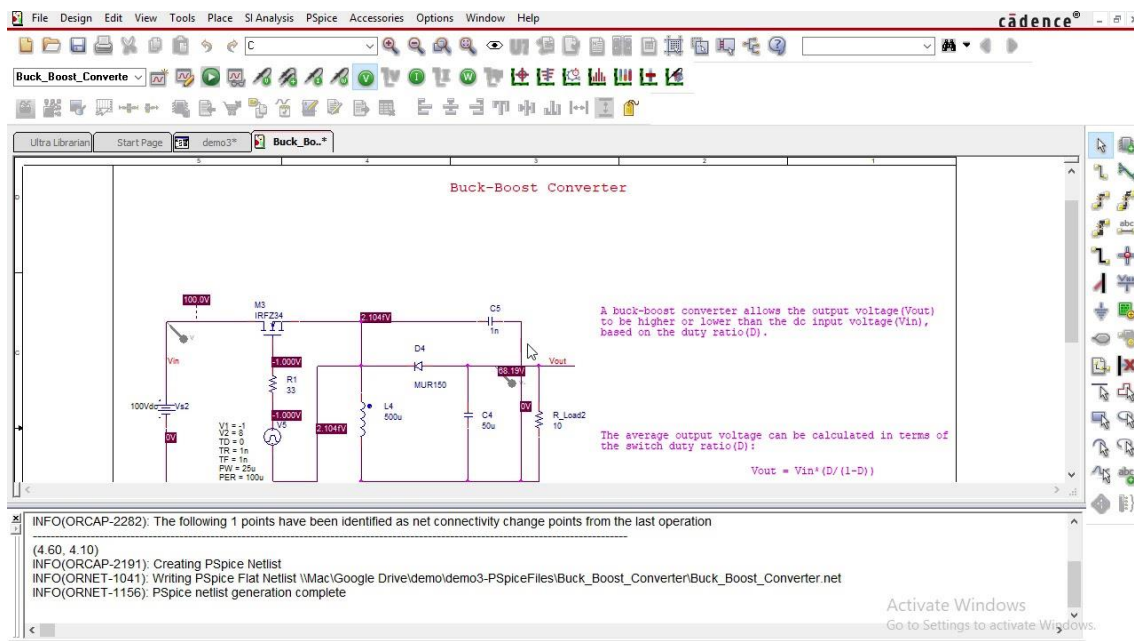 File Design Edit View Tools Place SI Analysis PSpice Accessories Options Window Help
cādence®
C
Buck_Boost_Converte
Ultra Librarian Start Page demo3* Buck_Bo..*
5 4 3 2 1
Buck-Boost Converter
100.0V
M3
IRFZ34
2.104fV
C5
1n
A buck-boost converter allows the output voltage(Vout)
to be higher or lower than the dc input voltage(Vin),
based on the duty ratio(D).
Vin
-1.000V
D4
MUR150
68.19V
Vout
R1
33
100Vdc
Vs2
0V
-1.000V
V5
2.104fV
L4
500u
C4
50u
0V
R_Load2
10
V1 = -1
V2 = 8
TD = 0
TR = 1n
TF = 1n
PW = 25u
PER = 100u
The average output voltage can be calculated in terms of
the switch duty ratio(D):
Vout = Vin*(D/(1-D))
INFO(ORCAP-2282): The following 1 points have been identified as net connectivity change points from the last operation
(4.60, 4.10)
INFO(ORCAP-2191): Creating PSpice Netlist
INFO(ORNET-1041): Writing PSpice Flat Netlist \\Mac\Google Drive\demo\demo3-PSpiceFiles\Buck_Boost_Converter\Buck_Boost_Converter.net
INFO(ORNET-1156): PSpice netlist generation complete
Activate Windows
Go to Settings to activate Windows.